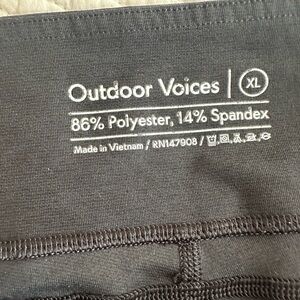 Outdoor Voices | XL
86% Polyester, 14% Spandex
Made in Vietnam / RN147908 /